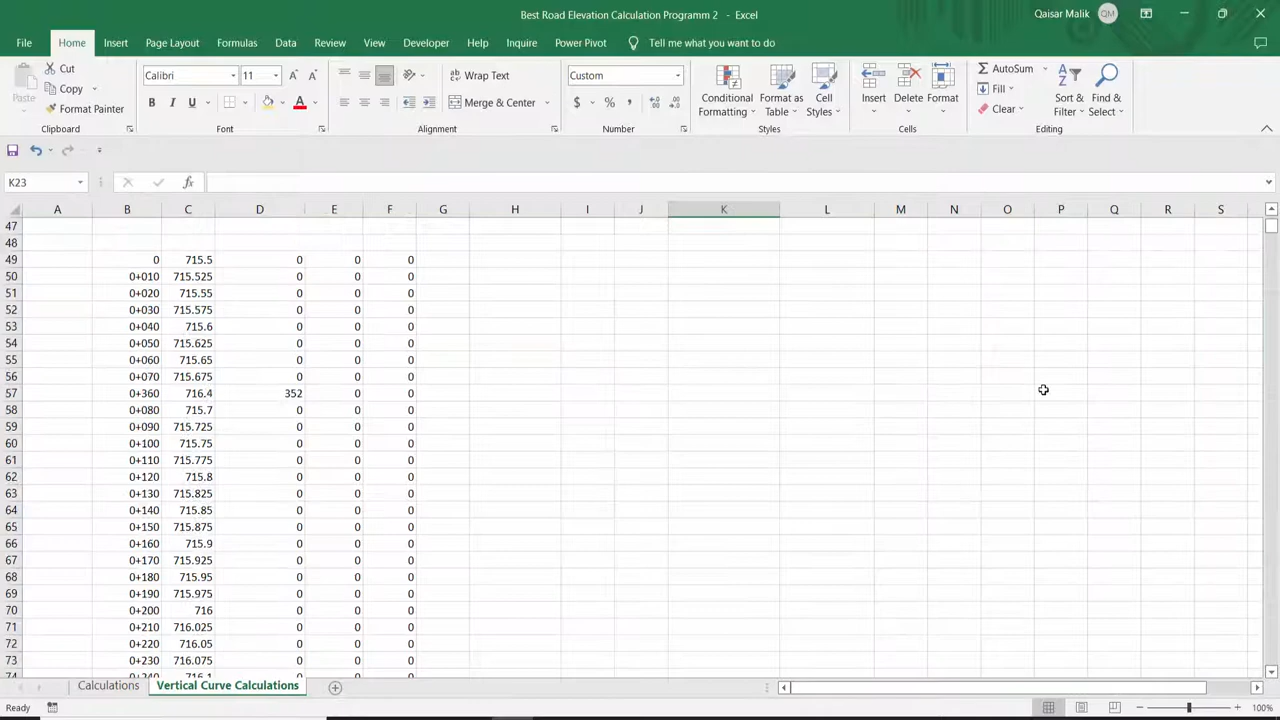 Best Road Elevation Calculation Programm 2 - Excel
Qaisar Malik QM
File Home Insert Page Layout Formulas Data Review View Developer Help Inquire Power Pivot Tell me what you want to do
Paste Cut Copy Format Painter Clipboard
Calibri 11 A A B I U A Font
ab Wrap Text Merge & Center Alignment
Custom $ % , Number
Conditional Formatting Format as Table Cell Styles Styles
Insert Delete Format Cells
AutoSum Fill Clear Sort & Filter Find & Select Editing
K23 fx
A B C D E F G H I J K L M N O P Q R S
47
48
49 0 715.5 0 0 0
50 0+010 715.525 0 0 0
51 0+020 715.55 0 0 0
52 0+030 715.575 0 0 0
53 0+040 715.6 0 0 0
54 0+050 715.625 0 0 0
55 0+060 715.65 0 0 0
56 0+070 715.675 0 0 0
57 0+360 716.4 352 0 0
58 0+080 715.7 0 0 0
59 0+090 715.725 0 0 0
60 0+100 715.75 0 0 0
61 0+110 715.775 0 0 0
62 0+120 715.8 0 0 0
63 0+130 715.825 0 0 0
64 0+140 715.85 0 0 0
65 0+150 715.875 0 0 0
66 0+160 715.9 0 0 0
67 0+170 715.925 0 0 0
68 0+180 715.95 0 0 0
69 0+190 715.975 0 0 0
70 0+200 716 0 0 0
71 0+210 716.025 0 0 0
72 0+220 716.05 0 0 0
73 0+230 716.075 0 0 0
74 0+240 716.1 0 0 0
Calculations Vertical Curve Calculations
Ready 100%